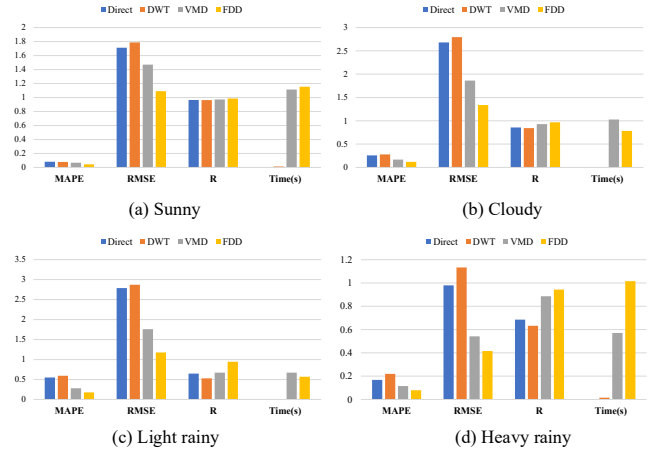 Direct DWT VMD FDD
2
1.8
1.6
1.4
1.2
1
0.8
0.6
0.4
0.2
0
MAPE RMSE R Time(s)
(a) Sunny
Direct DWT VMD FDD
3
2.5
2
1.5
1
0.5
0
MAPE RMSE R Time(s)
(b) Cloudy
Direct DWT VMD FDD
3.5
3
2.5
2
1.5
1
0.5
0
MAPE RMSE R Time(s)
(c) Light rainy
Direct DWT VMD FDD
1.2
1
0.8
0.6
0.4
0.2
0
MAPE RMSE R Time(s)
(d) Heavy rainy